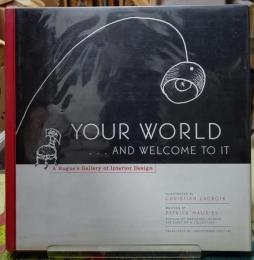 YOUR WORLD
...AND WELCOME TO IT
A Rogue's Gallery of Interior Design
ILLUSTRATED BY
CHRISTIAN LACROIX
WRITTEN BY
PATRICK MAURIÈS